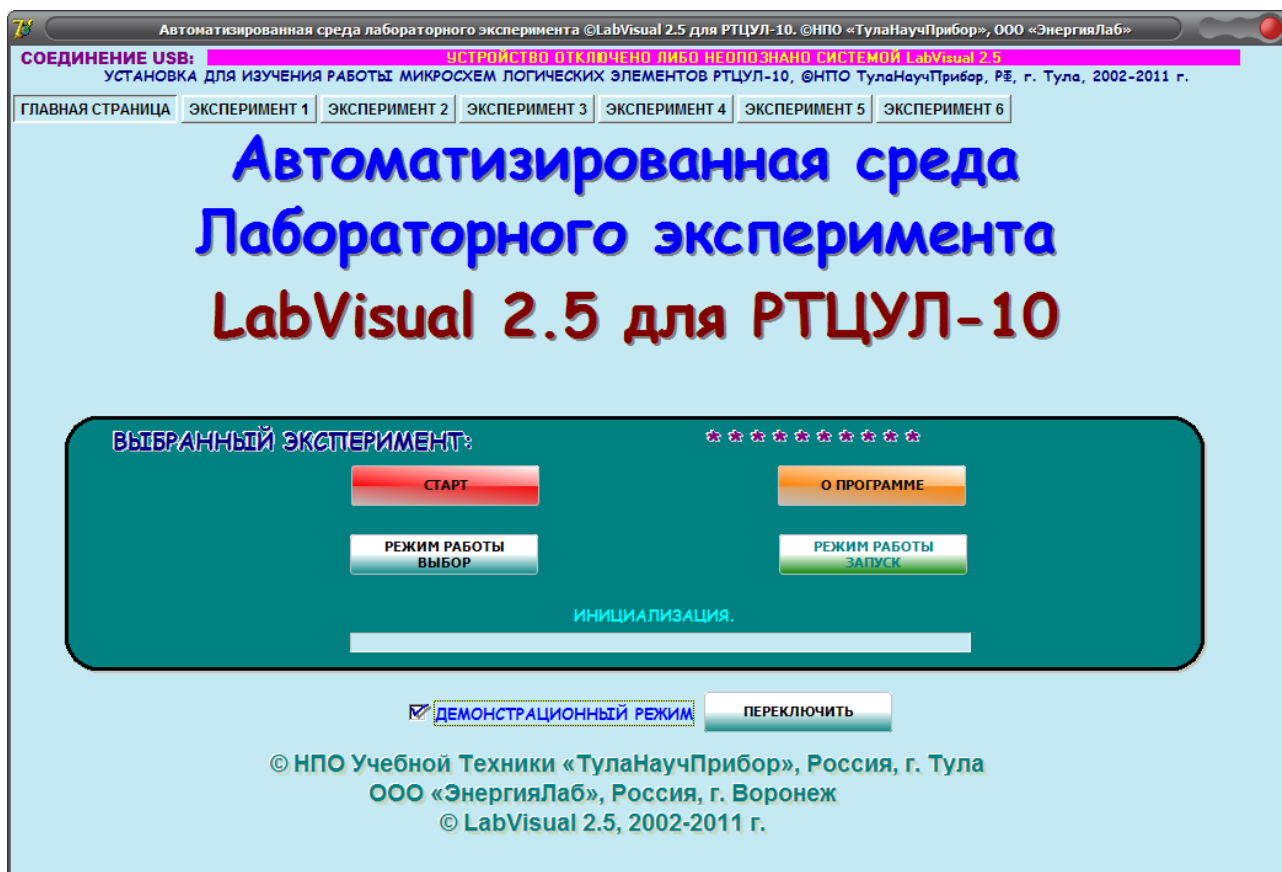 Автоматизированная среда лабораторного эксперимента ©LabVisual 2.5 для РТЦУЛ-10. ©НПО «ТулаНаучПрибор», ООО «ЭнергияЛаб»
СОЕДИНЕНИЕ USB: УСТРОЙСТВО ОТКЛЮЧЕНО ЛИБО НЕОПОЗНАНО СИСТЕМОЙ LabVisual 2.5
УСТАНОВКА ДЛЯ ИЗУЧЕНИЯ РАБОТЫ МИКРОСХЕМ ЛОГИЧЕСКИХ ЭЛЕМЕНТОВ РТЦУЛ-10, ©НПО ТулаНаучПрибор, РФ, г. Тула, 2002-2011 г.
ГЛАВНАЯ СТРАНИЦА ЭКСПЕРИМЕНТ 1 ЭКСПЕРИМЕНТ 2 ЭКСПЕРИМЕНТ 3 ЭКСПЕРИМЕНТ 4 ЭКСПЕРИМЕНТ 5 ЭКСПЕРИМЕНТ 6
Автоматизированная среда
Лабораторного эксперимента
LabVisual 2.5 для РТЦУЛ-10
ВЫБРАННЫЙ ЭКСПЕРИМЕНТ: * * * * * * * * * *
СТАРТ О ПРОГРАММЕ
РЕЖИМ РАБОТЫ РЕЖИМ РАБОТЫ
ВЫБОР ЗАПУСК
ИНИЦИАЛИЗАЦИЯ.
ДЕМОНСТРАЦИОННЫЙ РЕЖИМ ПЕРЕКЛЮЧИТЬ
© НПО Учебной Техники «ТулаНаучПрибор», Россия, г. Тула
ООО «ЭнергияЛаб», Россия, г. Воронеж
© LabVisual 2.5, 2002-2011 г.